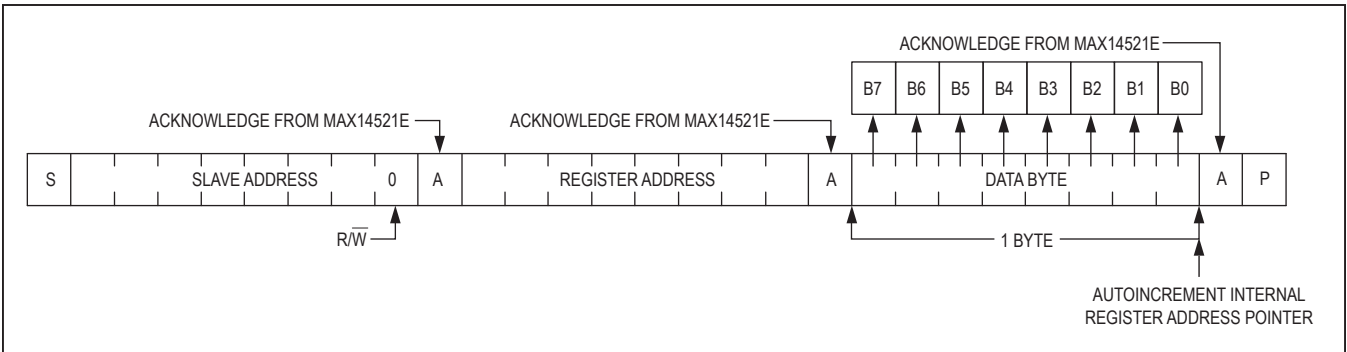 ACKNOWLEDGE FROM MAX14521E
B7 B6 B5 B4 B3 B2 B1 B0
ACKNOWLEDGE FROM MAX14521E ACKNOWLEDGE FROM MAX14521E
S SLAVE ADDRESS 0 A REGISTER ADDRESS A DATA BYTE A P
R/W̅ 1 BYTE
AUTOINCREMENT INTERNAL
REGISTER ADDRESS POINTER